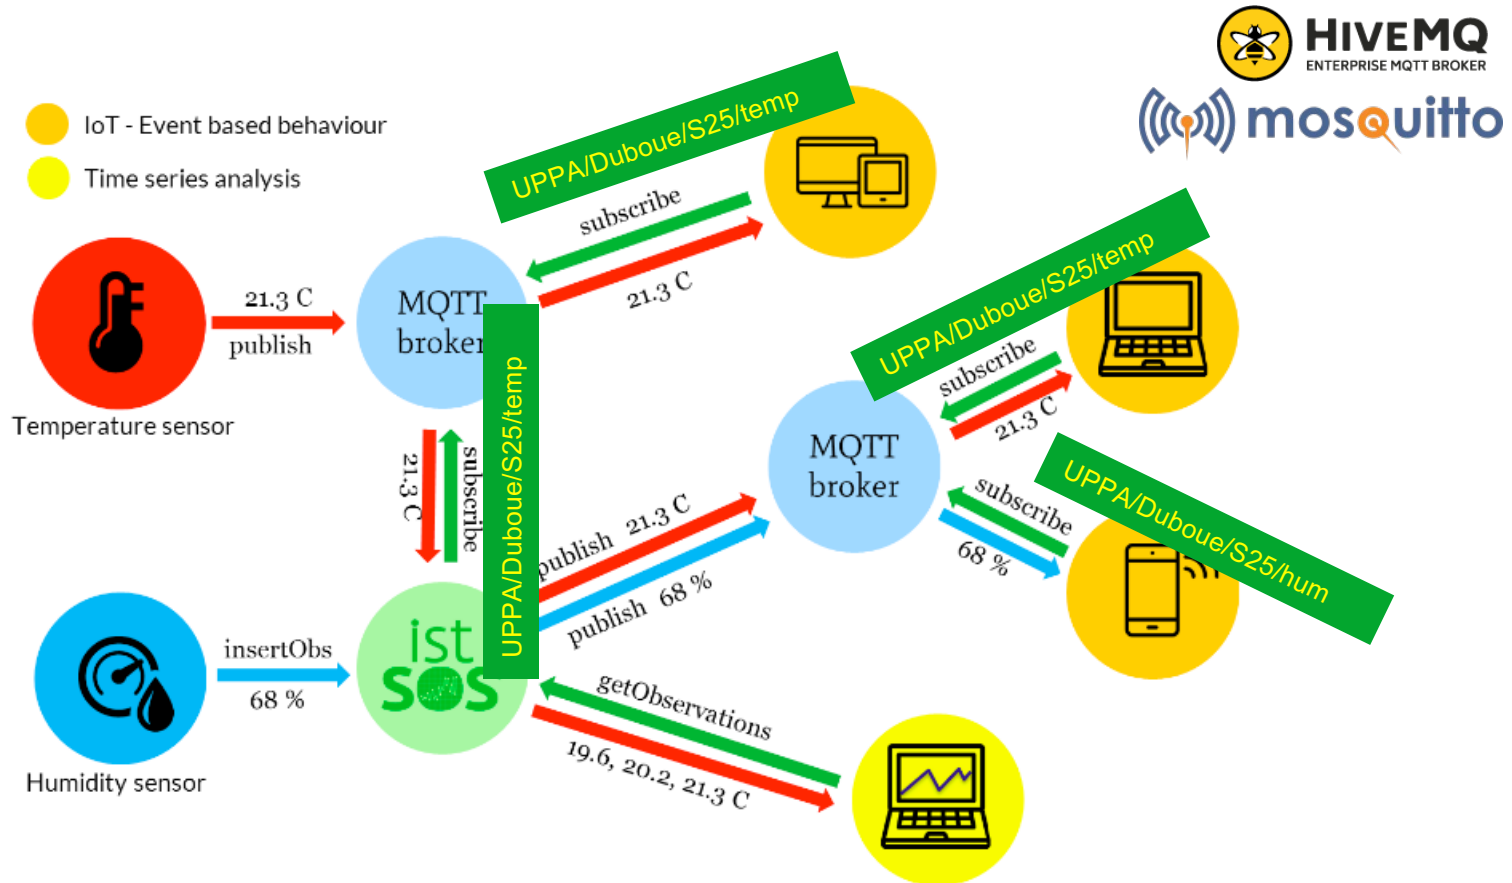 HIVEMQ
ENTERPRISE MQTT BROKER
mosquitto
IoT - Event based behaviour
Time series analysis
UPPA/Duboue/S25/temp
subscribe
21.3 C
21.3 C
publish
MQTT
broker
Temperature sensor
UPPA/Duboue/S25/temp
subscribe
21.3 C
MQTT
broker
21.3 C
subscribe
UPPA/Duboue/S25/temp
UPPA/Duboue/S25/hum
subscribe
68 %
publish 21.3 C
publish 68 %
insertObs
68 %
ist
SOS
Humidity sensor
getObservations
19.6, 20.2, 21.3 C